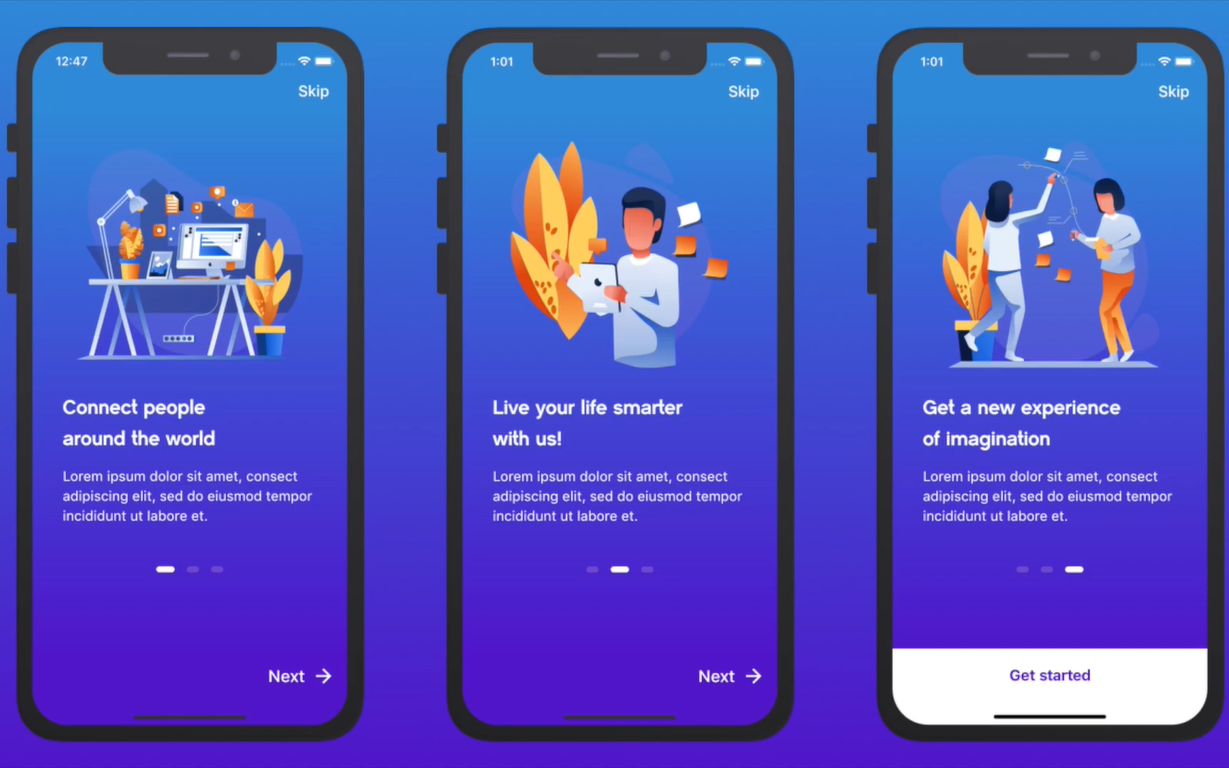 12:47
Skip
Connect people
around the world
Lorem ipsum dolor sit amet, consect
adipiscing elit, sed do eiusmod tempor
incididunt ut labore et.
Next
1:01
Skip
Live your life smarter
with us!
Lorem ipsum dolor sit amet, consect
adipiscing elit, sed do eiusmod tempor
incididunt ut labore et.
Next
1:01
Skip
Get a new experience
of imagination
Lorem ipsum dolor sit amet, consect
adipiscing elit, sed do eiusmod tempor
incididunt ut labore et.
Get started